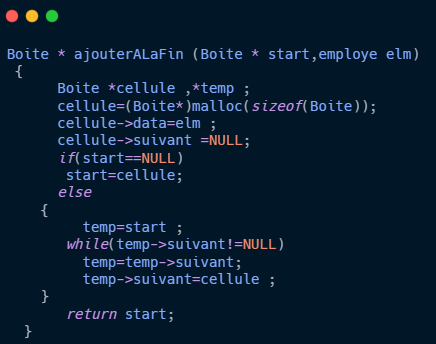 Boite * ajouterALaFin (Boite * start,employe elm)
{
Boite *cellule ,*temp ;
cellule=(Boite*)malloc(sizeof(Boite));
cellule->data=elm ;
cellule->suivant =NULL;
if(start==NULL)
start=cellule;
else
{
temp=start ;
while(temp->suivant!=NULL)
temp=temp->suivant;
temp->suivant=cellule ;
}
return start;
}